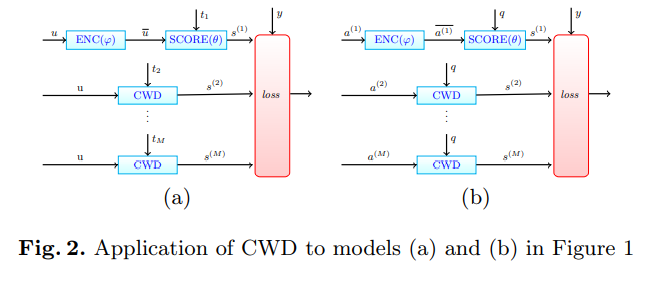 u ENC(φ) u̅ t₁ SCORE(θ) s⁽¹⁾ y
t₂
u CWD s⁽²⁾ loss
⋮ t_M
u CWD s⁽ᴹ⁾
(a)
a⁽¹⁾ ENC(φ) \overline{a⁽¹⁾} q SCORE(θ) s⁽¹⁾ y
q
a⁽²⁾ CWD s⁽²⁾ loss
⋮ q
a⁽ᴹ⁾ CWD s⁽ᴹ⁾
(b)
Fig. 2. Application of CWD to models (a) and (b) in Figure 1